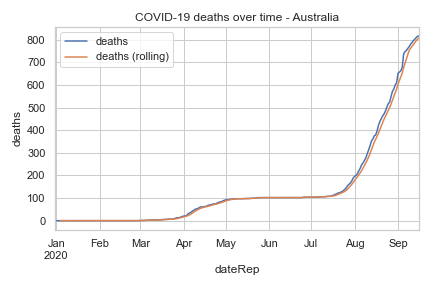 COVID-19 deaths over time - Australia
deaths
deaths (rolling)
800
700
600
500
400
300
200
100
0
deaths
Jan Feb Mar Apr May Jun Jul Aug Sep
2020
dateRep